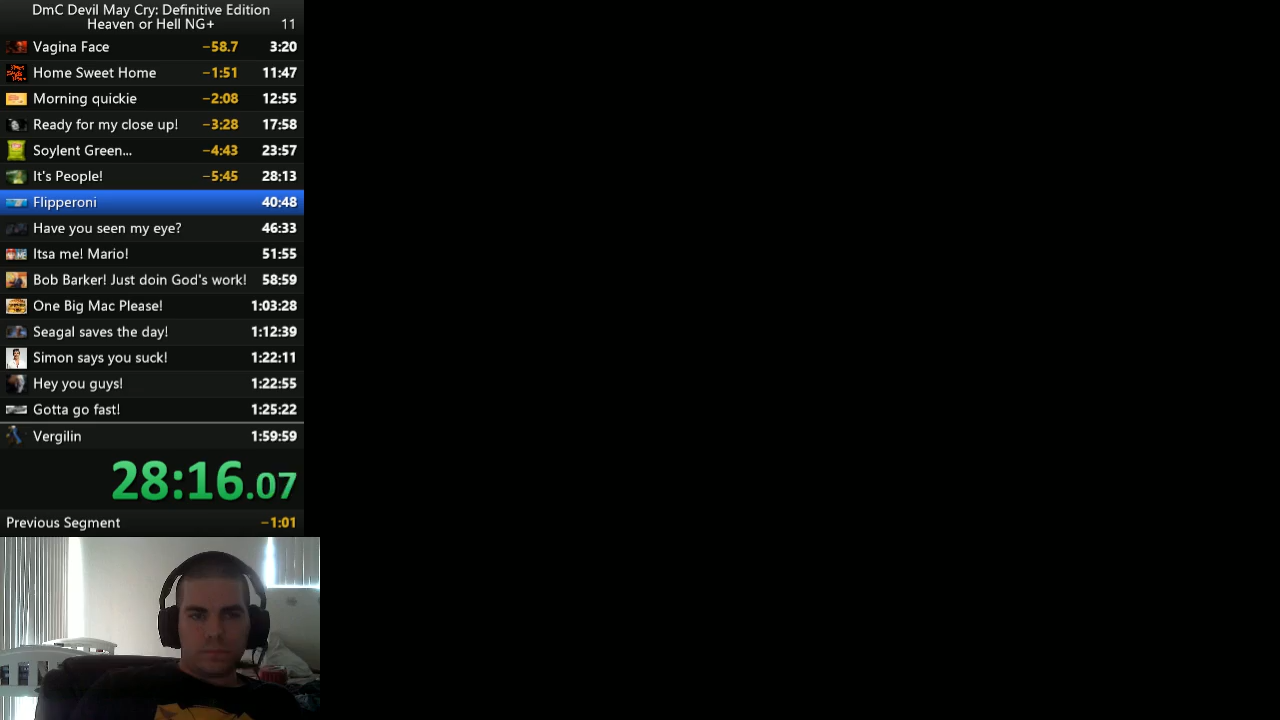 DmC Devil May Cry: Definitive Edition
Heaven or Hell NG+ 11
Vagina Face −58.7 3:20
Home Sweet Home −1:51 11:47
Morning quickie −2:08 12:55
Ready for my close up! −3:28 17:58
Soylent Green... −4:43 23:57
It's People! −5:45 28:13
Flipperoni 40:48
Have you seen my eye? 46:33
Itsa me! Mario! 51:55
Bob Barker! Just doin God's work! 58:59
One Big Mac Please! 1:03:28
Seagal saves the day! 1:12:39
Simon says you suck! 1:22:11
Hey you guys! 1:22:55
Gotta go fast! 1:25:22
Vergilin 1:59:59
28:16.07
Previous Segment −1:01